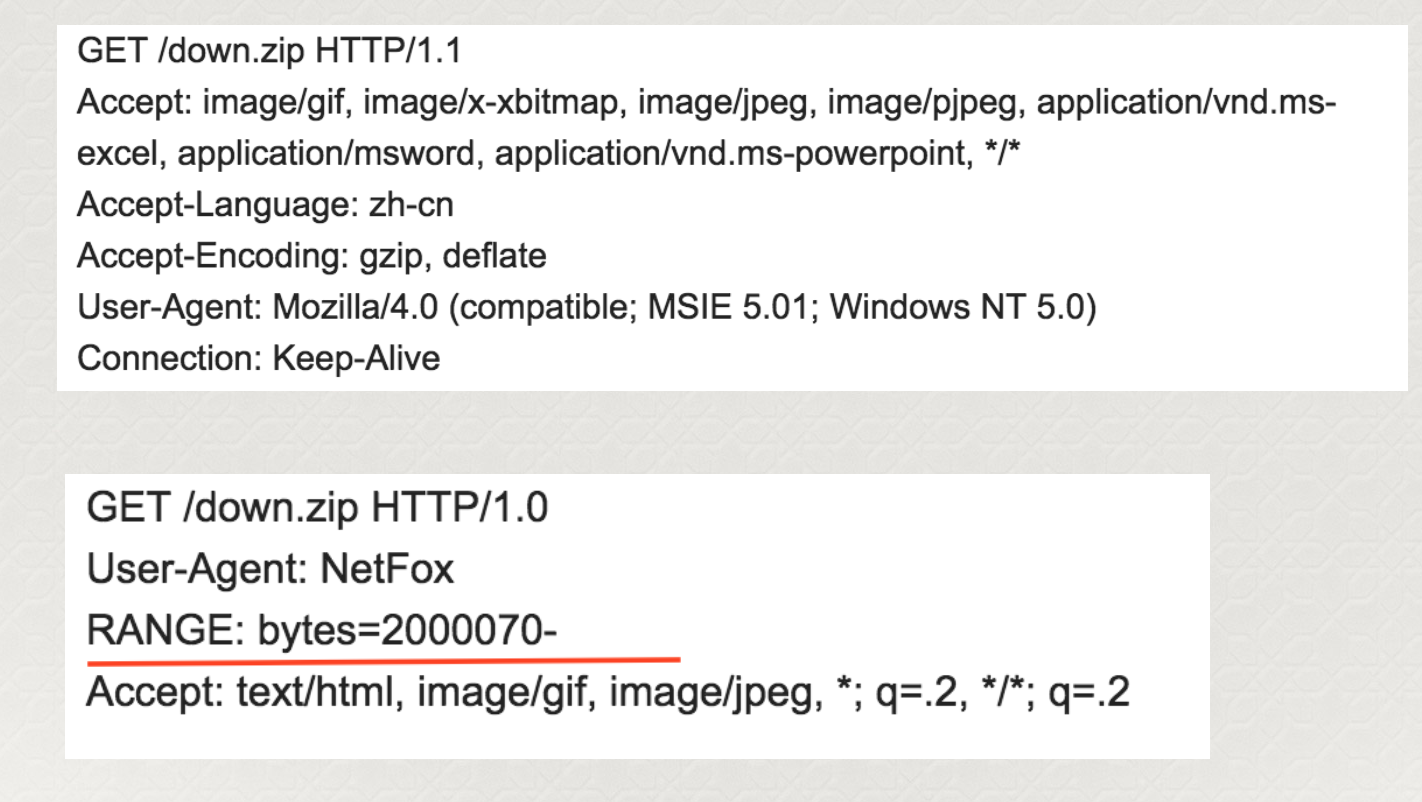 GET /down.zip HTTP/1.1
Accept: image/gif, image/x-xbitmap, image/jpeg, image/pjpeg, application/vnd.ms-
excel, application/msword, application/vnd.ms-powerpoint, */*
Accept-Language: zh-cn
Accept-Encoding: gzip, deflate
User-Agent: Mozilla/4.0 (compatible; MSIE 5.01; Windows NT 5.0)
Connection: Keep-Alive
GET /down.zip HTTP/1.0
User-Agent: NetFox
RANGE: bytes=2000070-
Accept: text/html, image/gif, image/jpeg, *; q=.2, */*; q=.2